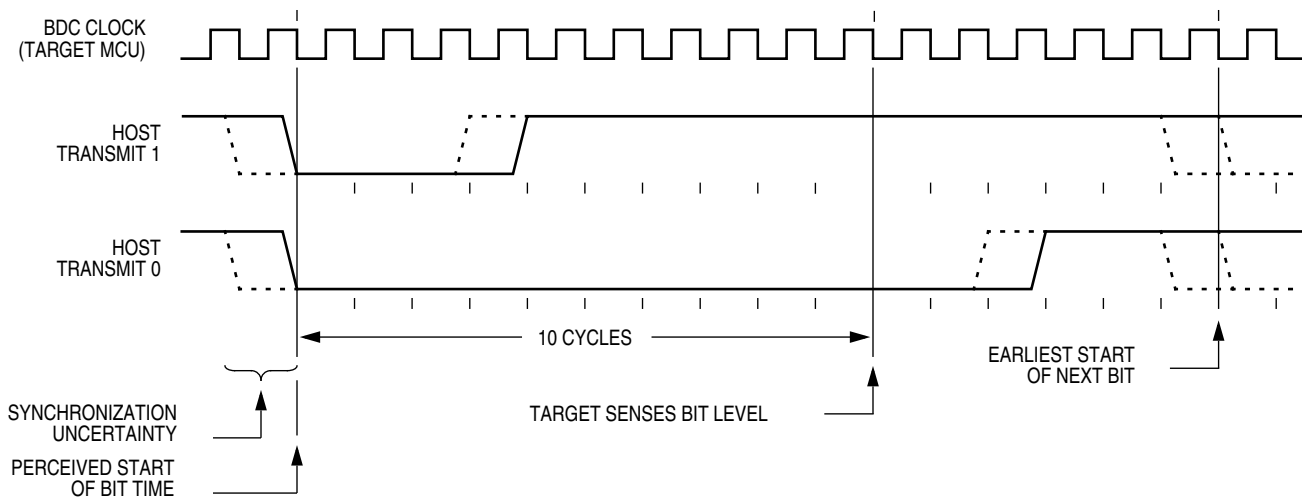 BDC CLOCK
(TARGET MCU)
HOST
TRANSMIT 1
HOST
TRANSMIT 0
10 CYCLES
EARLIEST START
OF NEXT BIT
SYNCHRONIZATION
UNCERTAINTY
TARGET SENSES BIT LEVEL
PERCEIVED START
OF BIT TIME